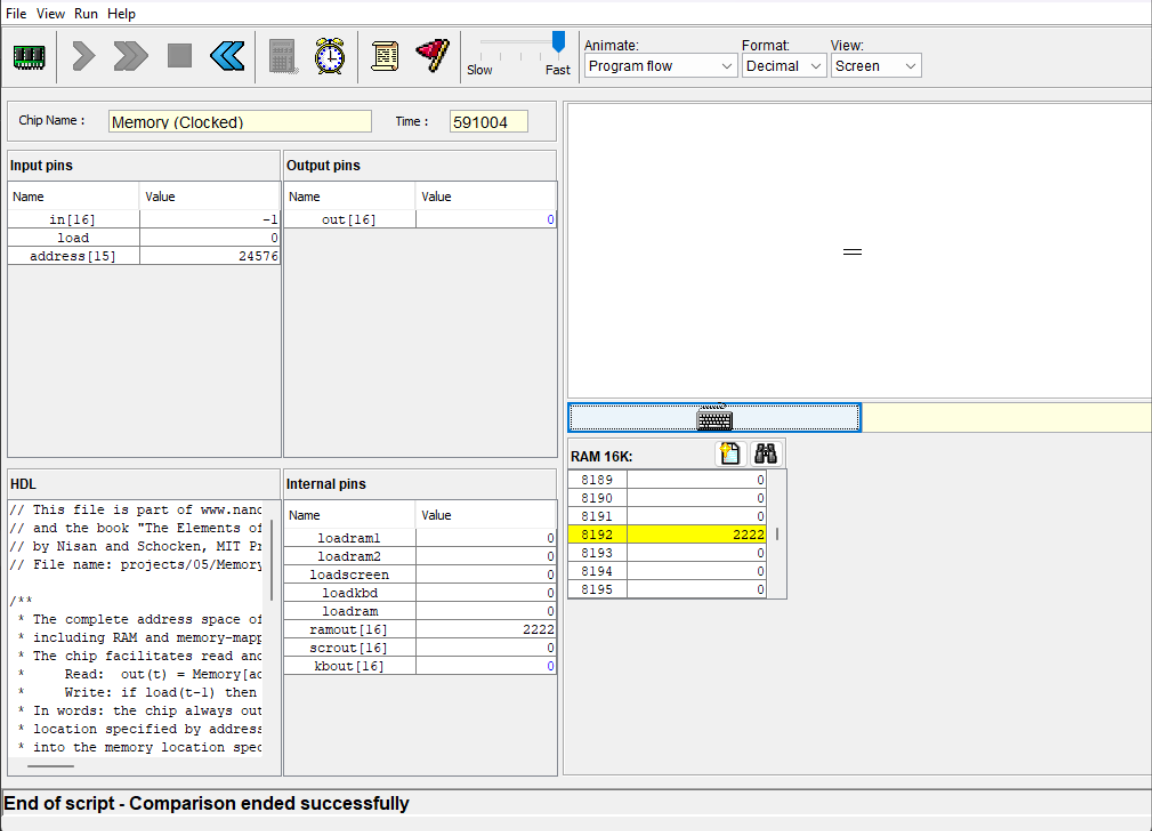 File View Run Help
Animate: Format: View:
Slow Fast Program flow Decimal Screen
Chip Name : Memory (Clocked) Time : 591004
Input pins
Name Value
in[16] -1
load 0
address[15] 24576
Output pins
Name Value
out[16] 0
HDL
// This file is part of www.nanc
// and the book "The Elements of
// by Nisan and Schocken, MIT Pr
// File name: projects/05/Memory
/**
* The complete address space of
* including RAM and memory-mapp
* The chip facilitates read and
* Read: out(t) = Memory[ad
* Write: if load(t-1) then
* In words: the chip always out
* location specified by address
* into the memory location spec
Internal pins
Name Value
loadram1 0
loadram2 0
loadscreen 0
loadkbd 0
loadram 0
ramout[16] 2222
scrout[16] 0
kbout[16] 0
RAM 16K:
8189 0
8190 0
8191 0
8192 2222
8193 0
8194 0
8195 0
End of script - Comparison ended successfully